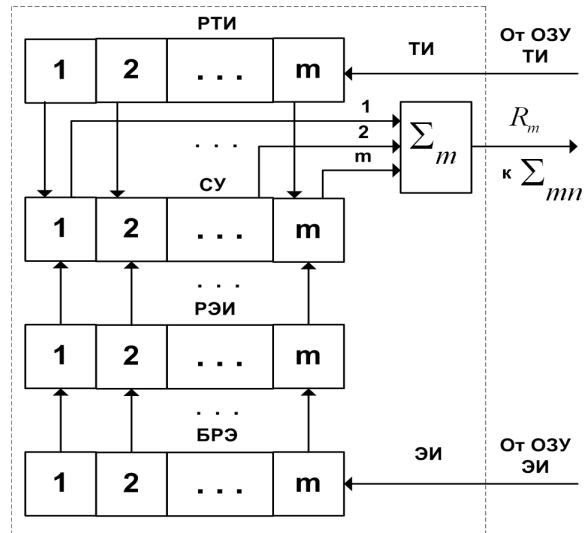 РТИ
От ОЗУ
ТИ
ТИ
1 2 . . . m
1
2
m
. . .
Σm
Rm
к Σmn
СУ
1 2 . . . m
. . .
РЭИ
1 2 . . . m
. . .
БРЭ
ЭИ
От ОЗУ
ЭИ
1 2 . . . m